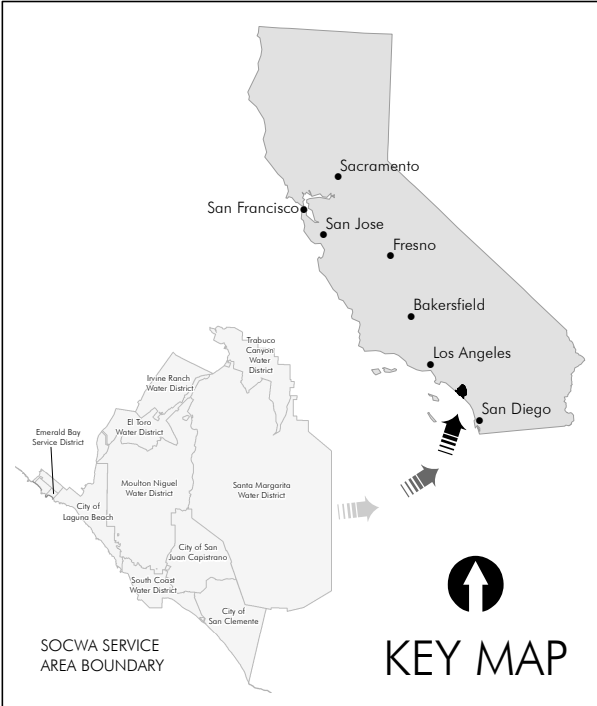 Sacramento
San Francisco
San Jose
Fresno
Bakersfield
Los Angeles
San Diego
Trabuco
Canyon
Water
District
Irvine Ranch
Water District
El Toro
Water District
Emerald Bay
Service District
Moulton Niguel
Water District
Santa Margarita
Water District
City of
Laguna Beach
City of San
Juan Capistrano
South Coast
Water District
City of
San Clemente
SOCWA SERVICE
AREA BOUNDARY
KEY MAP